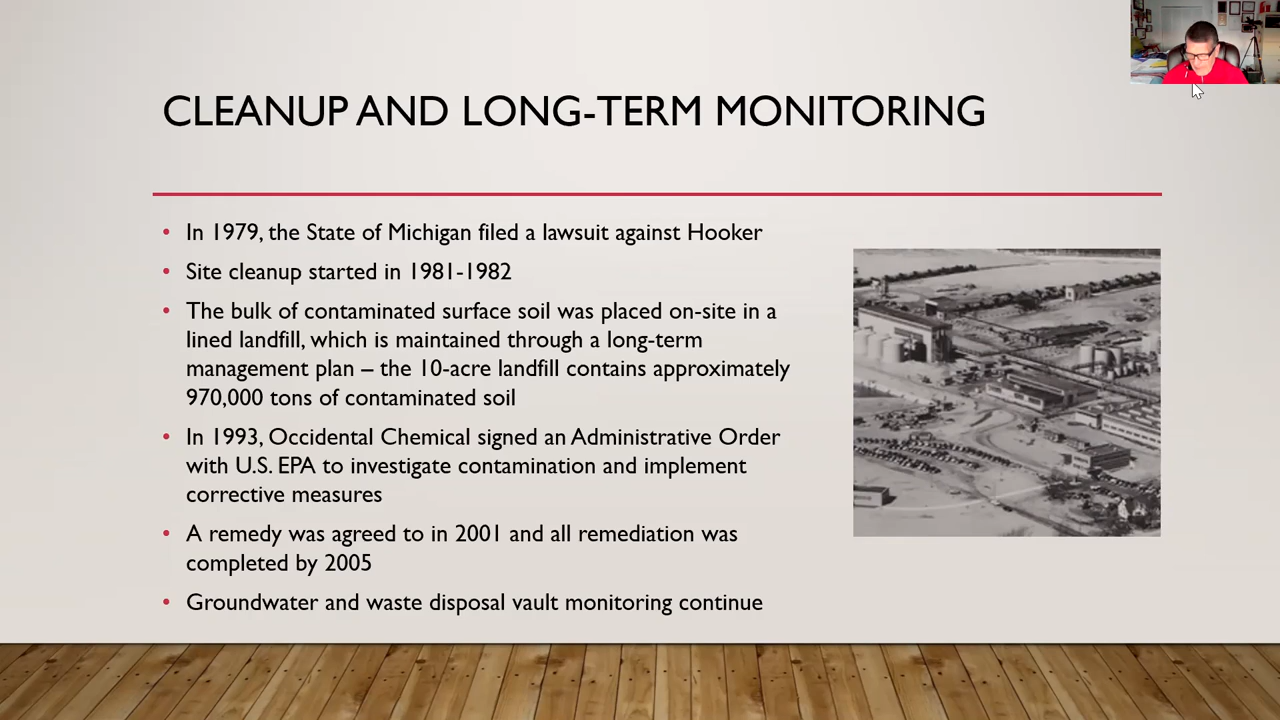 CLEANUP AND LONG-TERM MONITORING
• In 1979, the State of Michigan filed a lawsuit against Hooker
• Site cleanup started in 1981-1982
• The bulk of contaminated surface soil was placed on-site in a
lined landfill, which is maintained through a long-term
management plan – the 10-acre landfill contains approximately
970,000 tons of contaminated soil
• In 1993, Occidental Chemical signed an Administrative Order
with U.S. EPA to investigate contamination and implement
corrective measures
• A remedy was agreed to in 2001 and all remediation was
completed by 2005
• Groundwater and waste disposal vault monitoring continue